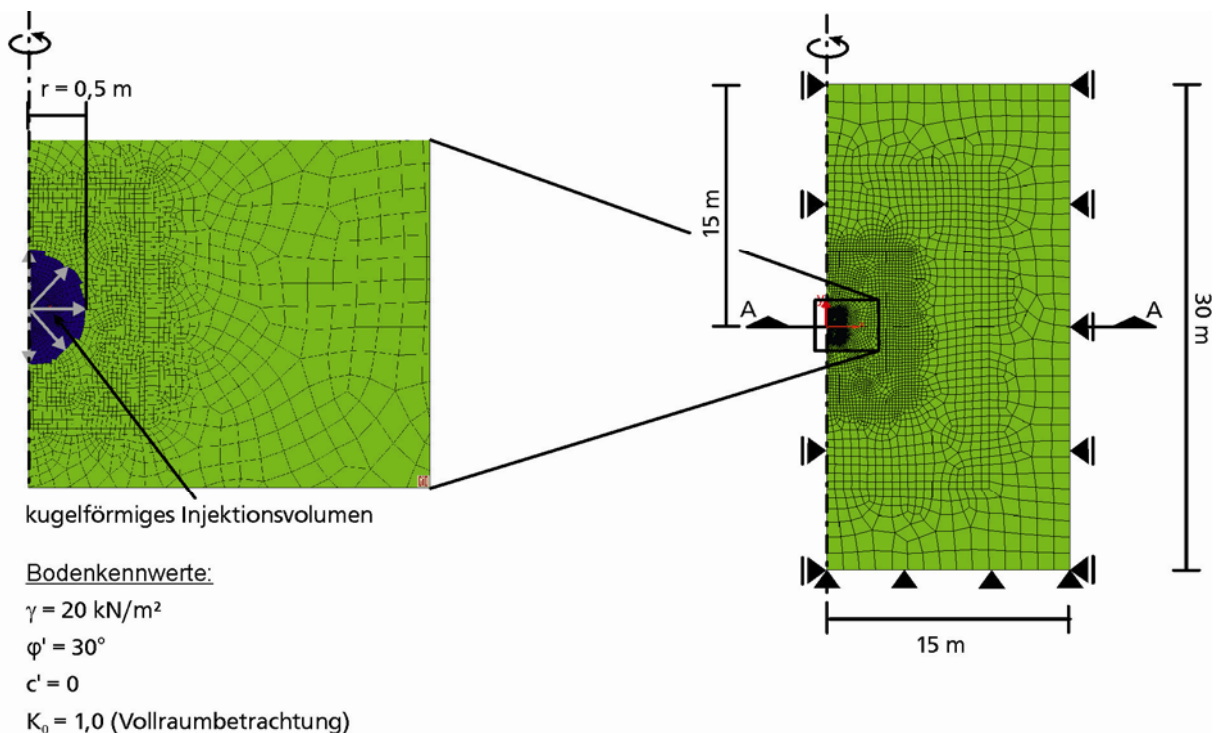 r = 0,5 m
kugelförmiges Injektionsvolumen
Bodenkennwerte:
γ = 20 kN/m²
φ' = 30°
c' = 0
K₀ = 1,0 (Vollraumbetrachtung)
15 m
A
A
30 m
15 m